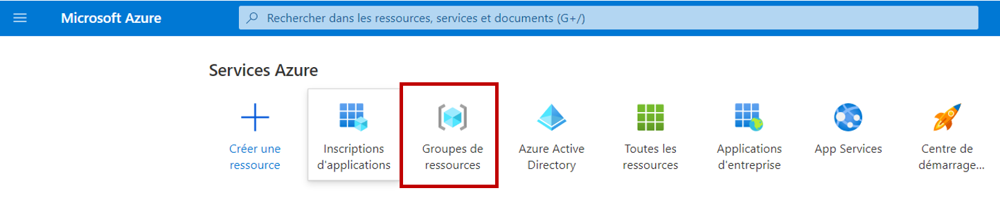 Microsoft Azure
Rechercher dans les ressources, services et documents (G+/)
Services Azure
Créer une
ressource
Inscriptions
d'applications
Groupes de
ressources
Azure Active
Directory
Toutes les
ressources
Applications
d'entreprise
App Services
Centre de
démarrage...